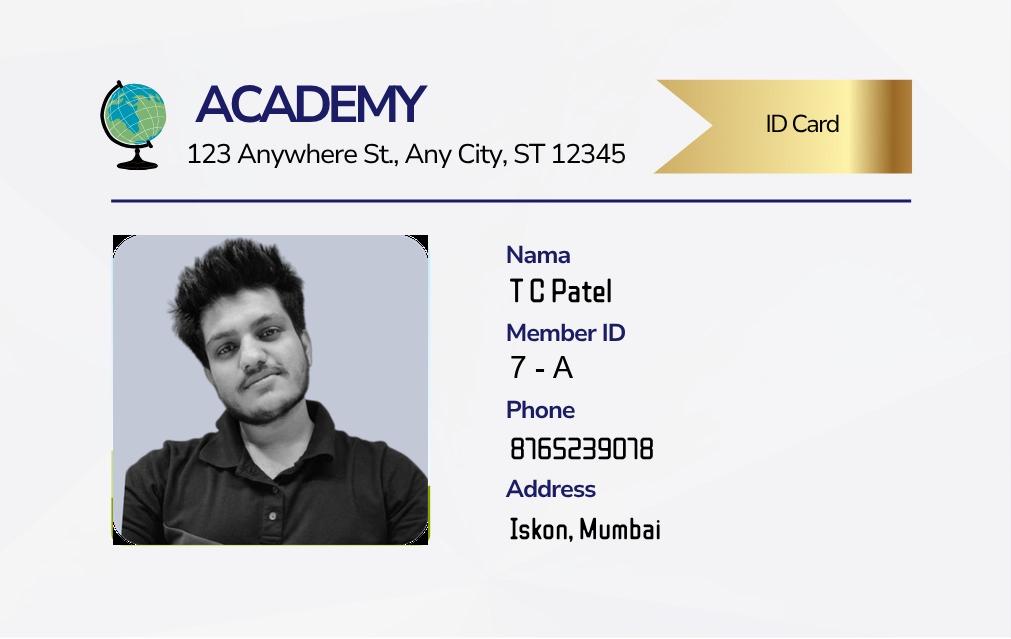 ACADEMY
123 Anywhere St., Any City, ST 12345
ID Card
Nama
T C Patel
Member ID
7 - A
Phone
8765239078
Address
Iskon, Mumbai